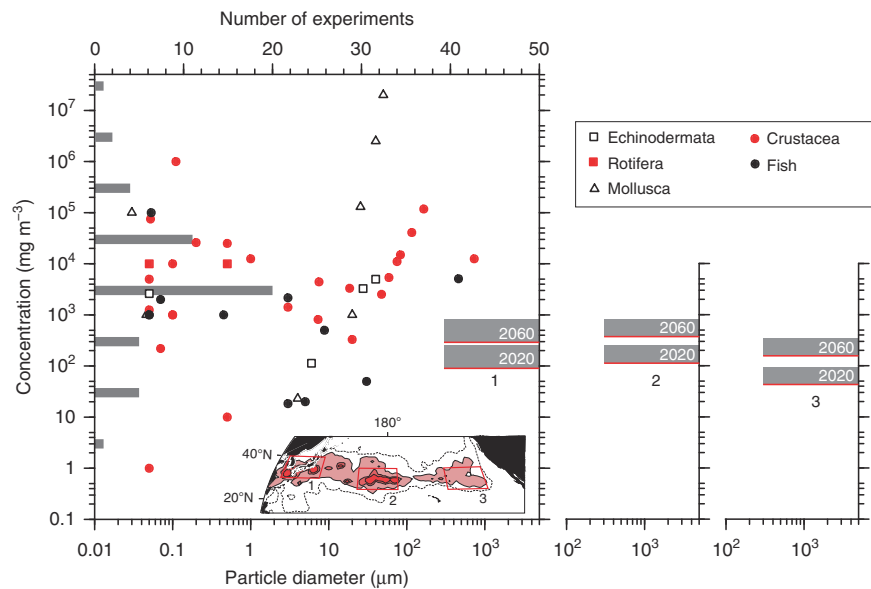 Number of experiments
0 10 20 30 40 50
Concentration (mg m⁻³)
10⁷
10⁶
10⁵
10⁴
10³
10²
10
1
0.1
2060
2020
1
2060
2020
2
2060
2020
3
Echinodermata
Rotifera
Mollusca
Crustacea
Fish
180°
40°N
20°N
1
2
3
0.01 0.1 1 10 10² 10³
Particle diameter (μm)
10² 10³
10² 10³